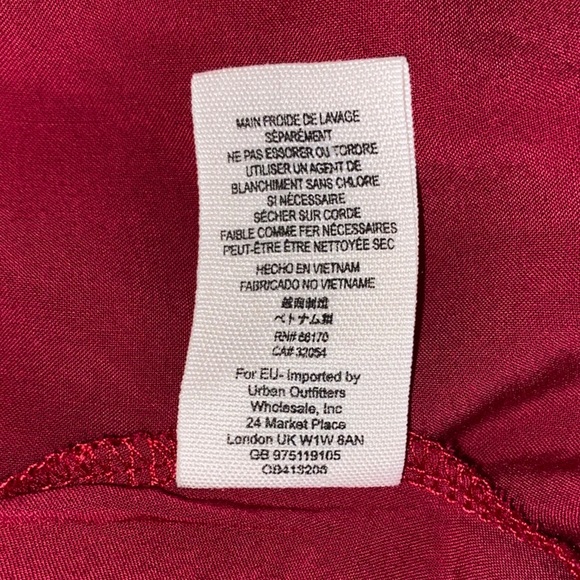 MAIN FROIDE DE LAVAGE
SÉPARÉMENT
NE PAS ESSORER OU TORDRE
UTILISER UN AGENT DE
BLANCHIMENT SANS CHLORE
SI NÉCESSAIRE
SÉCHER SUR CORDE
FAIBLE COMME FER NÉCESSAIRES
PEUT-ÊTRE ÊTRE NETTOYÉE SEC
HECHO EN VIETNAM
FABRICADO NO VIETNAM
越南制造
ベトナム製
RN# 66170
CA# 32054
For EU- Imported by
Urban Outfitters
Wholesale, Inc
24 Market Place
London UK W1W 8AN
GB 975119105
OB413206